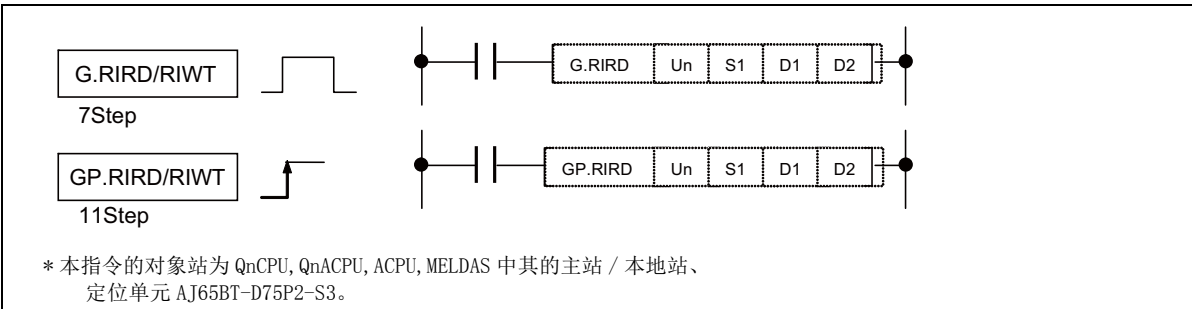 G.RIRD/RIWT
7Step
G.RIRD Un S1 D1 D2
GP.RIRD/RIWT
11Step
GP.RIRD Un S1 D1 D2
*本指令的对象站为 QnCPU,QnACPU,ACPU,MELDAS 中其的主站 / 本地站、
定位单元 AJ65BT-D75P2-S3。